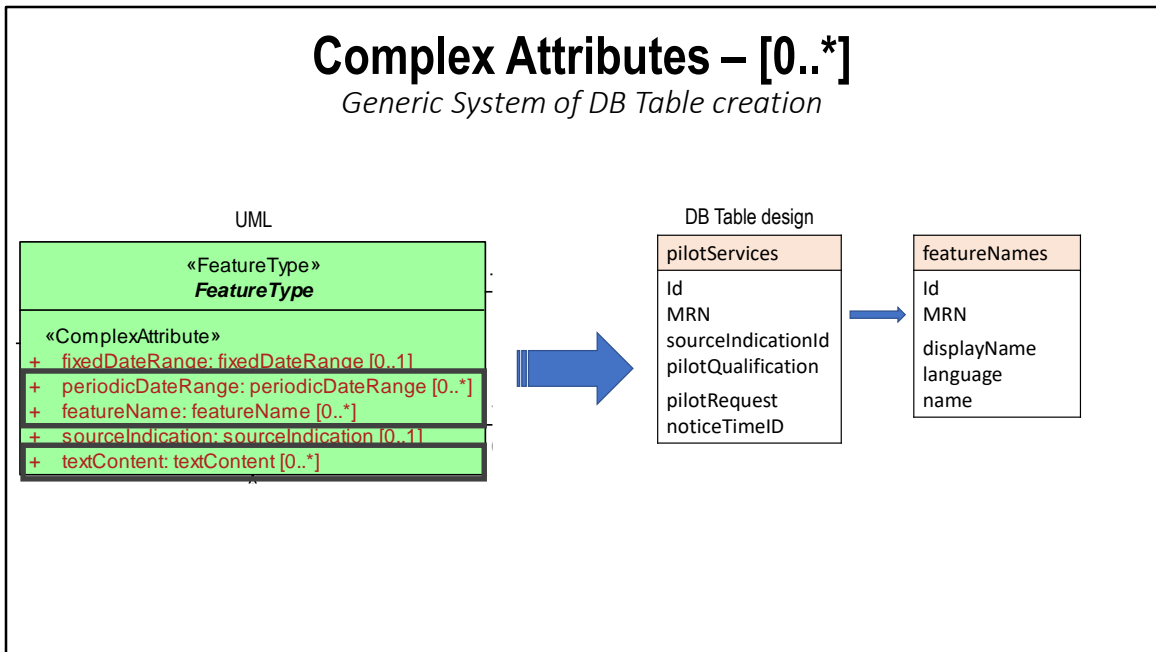 Complex Attributes – [0..*]
Generic System of DB Table creation
UML
«FeatureType»
FeatureType
«ComplexAttribute»
+ fixedDateRange: fixedDateRange [0..1]
+ periodicDateRange: periodicDateRange [0..*]
+ featureName: featureName [0..*]
+ sourceIndication: sourceIndication [0..1]
+ textContent: textContent [0..*]
DB Table design
pilotServices
Id
MRN
sourceIndicationId
pilotQualification
pilotRequest
noticeTimeID
featureNames
Id
MRN
displayName
language
name